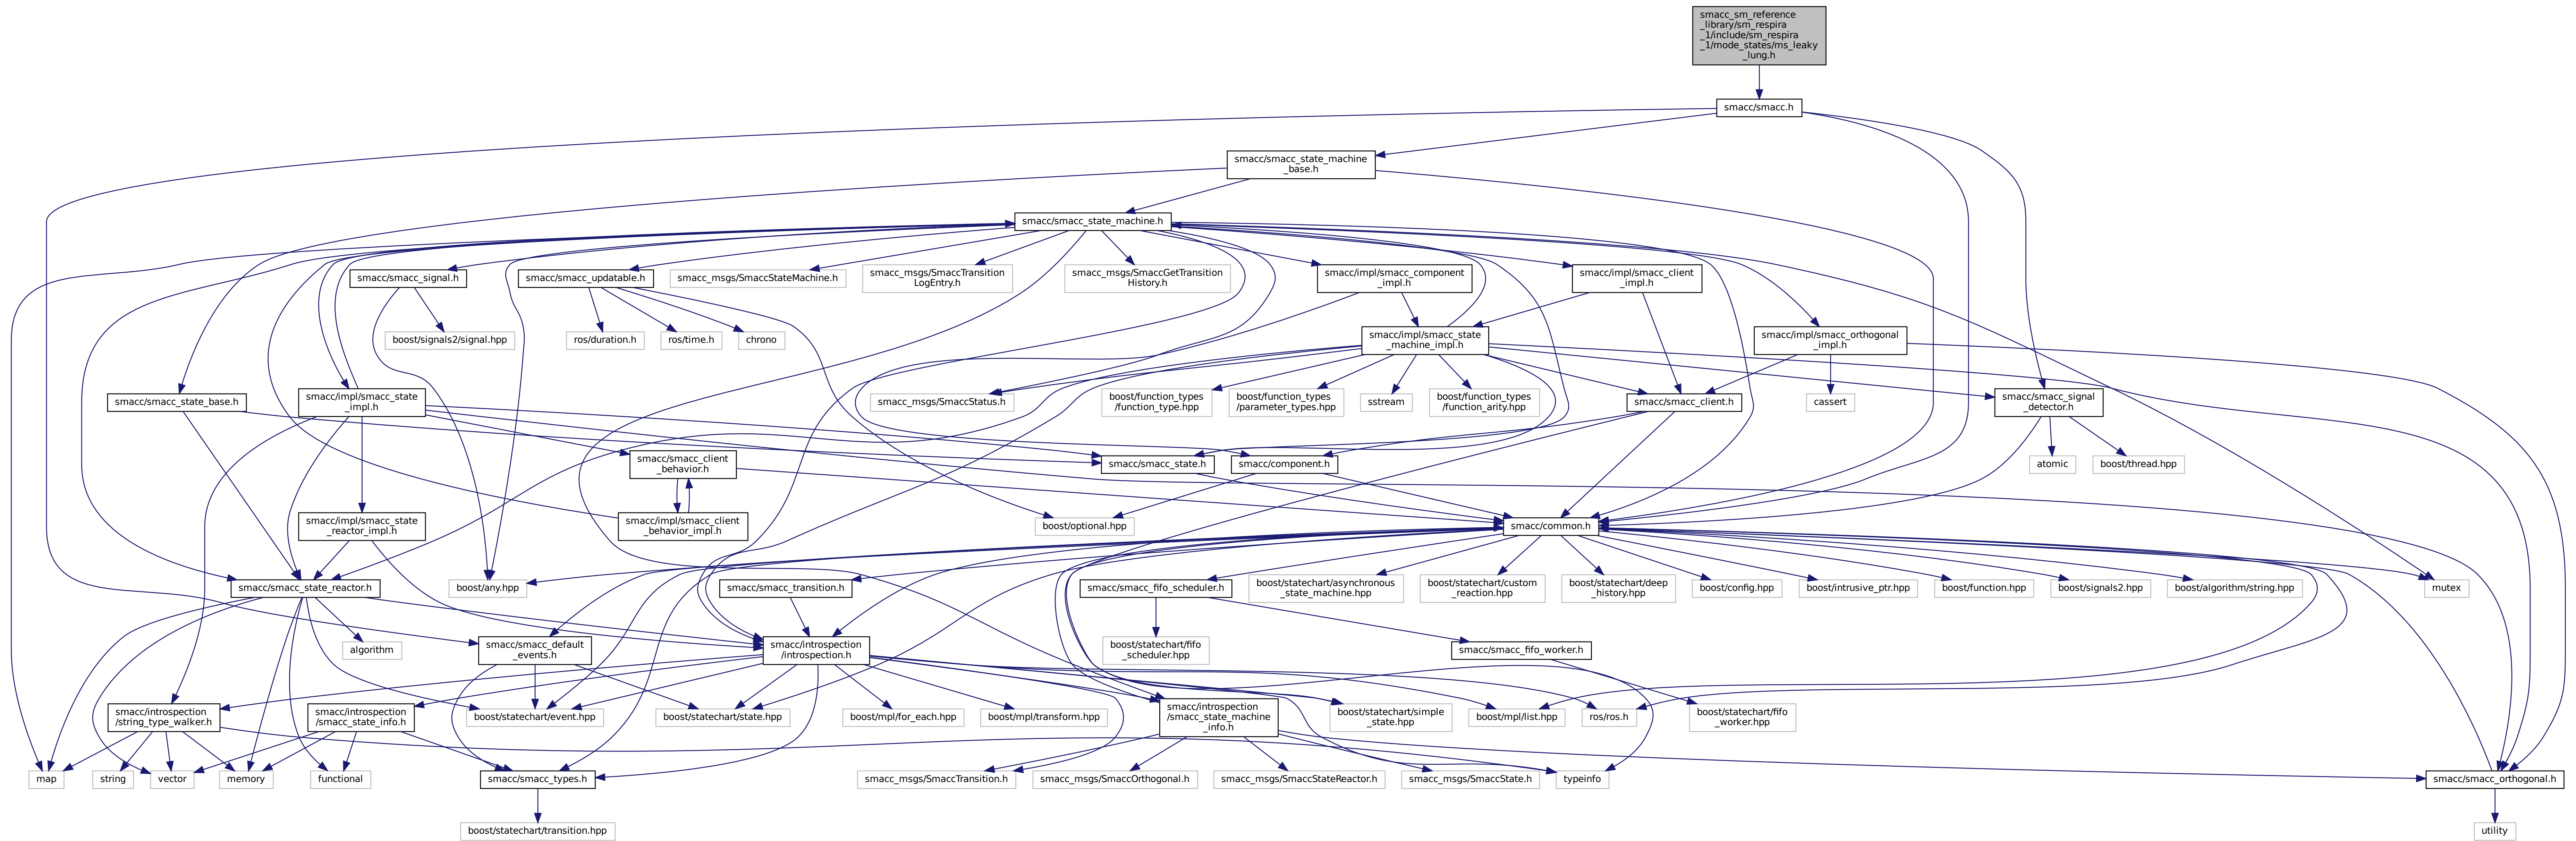 smacc_sm_reference
_library/sm_respira
_1/include/sm_respira
_1/mode_states/ms_leaky
_lung.h
smacc/smacc.h
smacc/smacc_state_machine
_base.h
smacc/smacc_state_machine.h
smacc/smacc_signal.h
smacc/smacc_updatable.h
smacc_msgs/SmaccStateMachine.h
smacc_msgs/SmaccTransition
LogEntry.h
smacc_msgs/SmaccGetTransition
History.h
smacc/impl/smacc_component
_impl.h
smacc/impl/smacc_client
_impl.h
boost/signals2/signal.hpp
ros/duration.h
ros/time.h
chrono
smacc/impl/smacc_state
_machine_impl.h
smacc/impl/smacc_orthogonal
_impl.h
smacc/smacc_state_base.h
smacc/impl/smacc_state
_impl.h
smacc_msgs/SmaccStatus.h
boost/function_types
/function_type.hpp
boost/function_types
/parameter_types.hpp
sstream
boost/function_types
/function_arity.hpp
smacc/smacc_client.h
cassert
smacc/smacc_signal
_detector.h
smacc/smacc_client
_behavior.h
smacc/smacc_state.h
smacc/component.h
atomic
boost/thread.hpp
smacc/impl/smacc_state
_reactor_impl.h
smacc/impl/smacc_client
_behavior_impl.h
boost/optional.hpp
smacc/common.h
smacc/smacc_state_reactor.h
boost/any.hpp
smacc/smacc_transition.h
smacc/smacc_fifo_scheduler.h
boost/statechart/asynchronous
_state_machine.hpp
boost/statechart/custom
_reaction.hpp
boost/statechart/deep
_history.hpp
boost/config.hpp
boost/intrusive_ptr.hpp
boost/function.hpp
boost/signals2.hpp
boost/algorithm/string.hpp
mutex
algorithm
smacc/smacc_default
_events.h
smacc/introspection
/introspection.h
boost/statechart/fifo
_scheduler.hpp
smacc/smacc_fifo_worker.h
smacc/introspection
/string_type_walker.h
smacc/introspection
/smacc_state_info.h
boost/statechart/event.hpp
boost/statechart/state.hpp
boost/mpl/for_each.hpp
boost/mpl/transform.hpp
smacc/introspection
/smacc_state_machine
_info.h
boost/statechart/simple
_state.hpp
boost/mpl/list.hpp
ros/ros.h
boost/statechart/fifo
_worker.hpp
map
string
vector
memory
functional
smacc/smacc_types.h
smacc_msgs/SmaccTransition.h
smacc_msgs/SmaccOrthogonal.h
smacc_msgs/SmaccStateReactor.h
smacc_msgs/SmaccState.h
typeinfo
smacc/smacc_orthogonal.h
boost/statechart/transition.hpp
utility